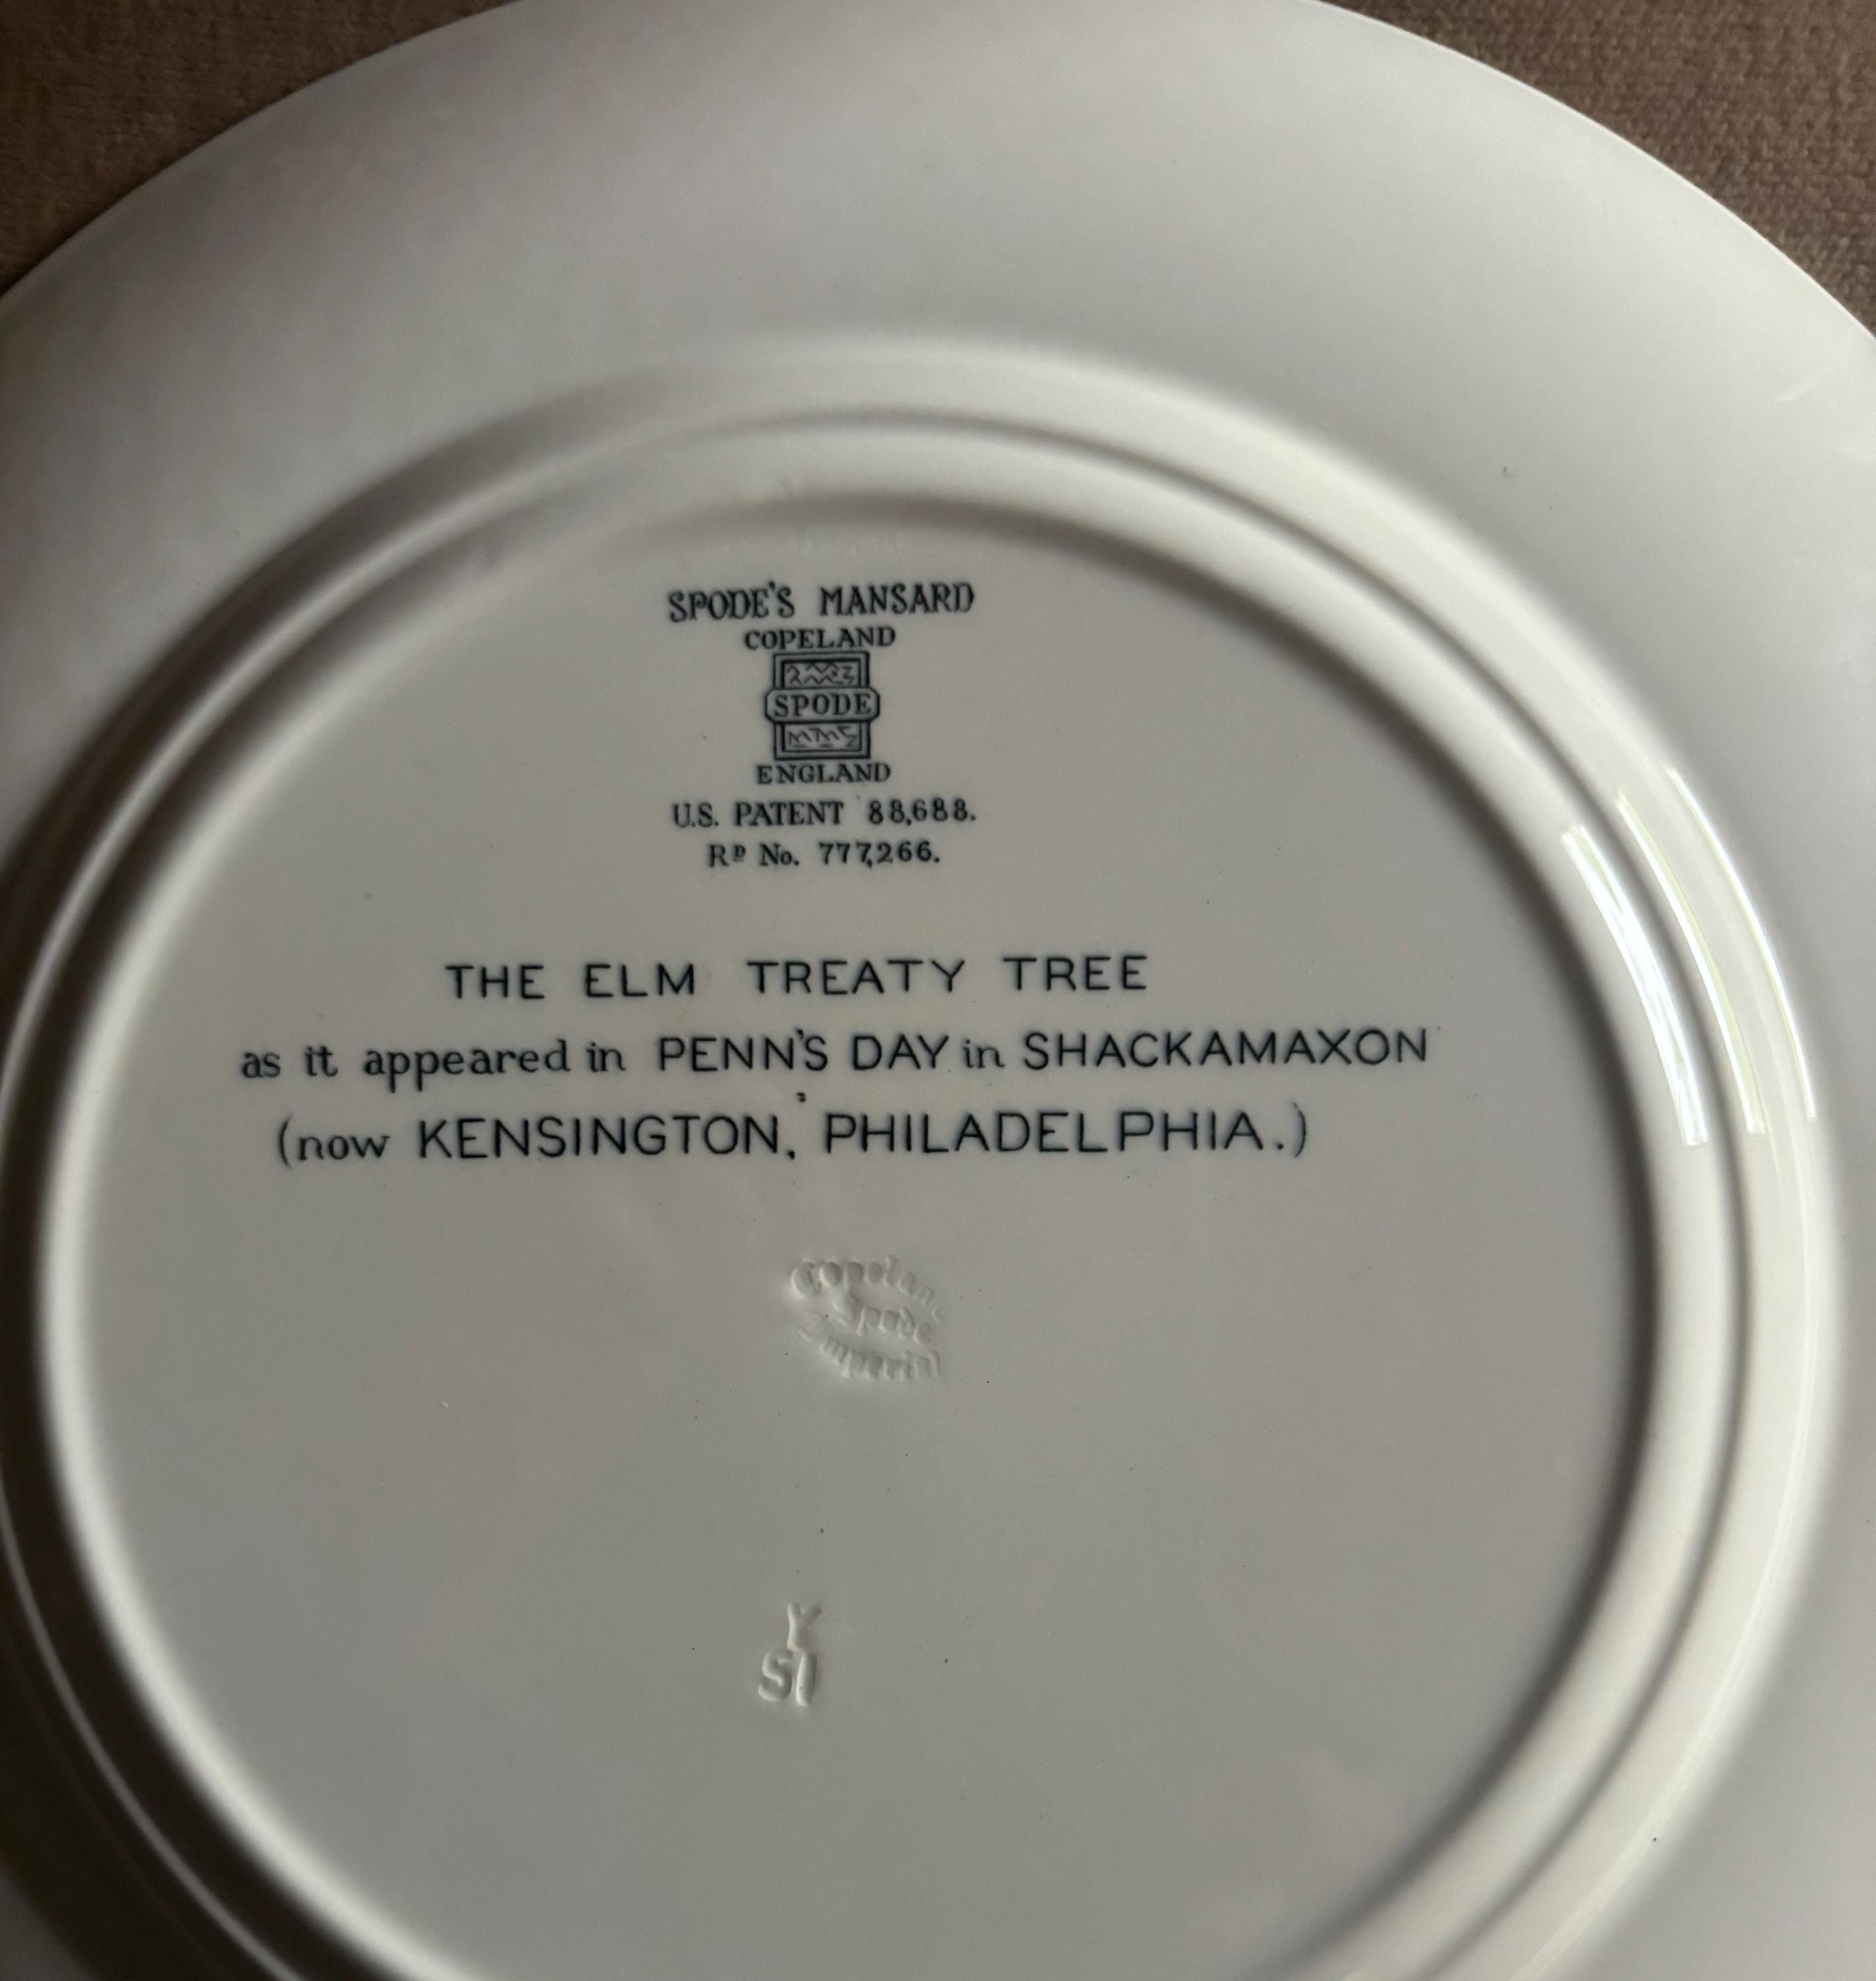 SPODE'S MANSARD
COPELAND
SPODE
ENGLAND
U.S. PATENT 88,688.
Rᴰ No. 777,266.
THE ELM TREATY TREE
as it appeared in PENN'S DAY in SHACKAMAXON
(now KENSINGTON, PHILADELPHIA.)
Copeland
Spode
Imperial
Y